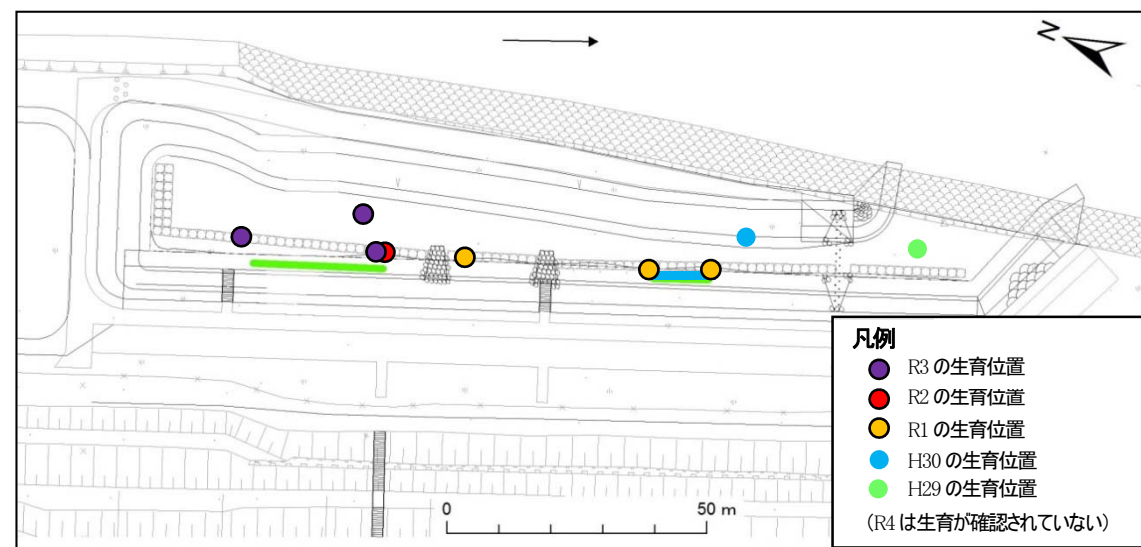 N
凡例
R3 の生育位置
R2 の生育位置
R1 の生育位置
H30 の生育位置
H29 の生育位置
(R4 は生育が確認されていない)
0 50 m